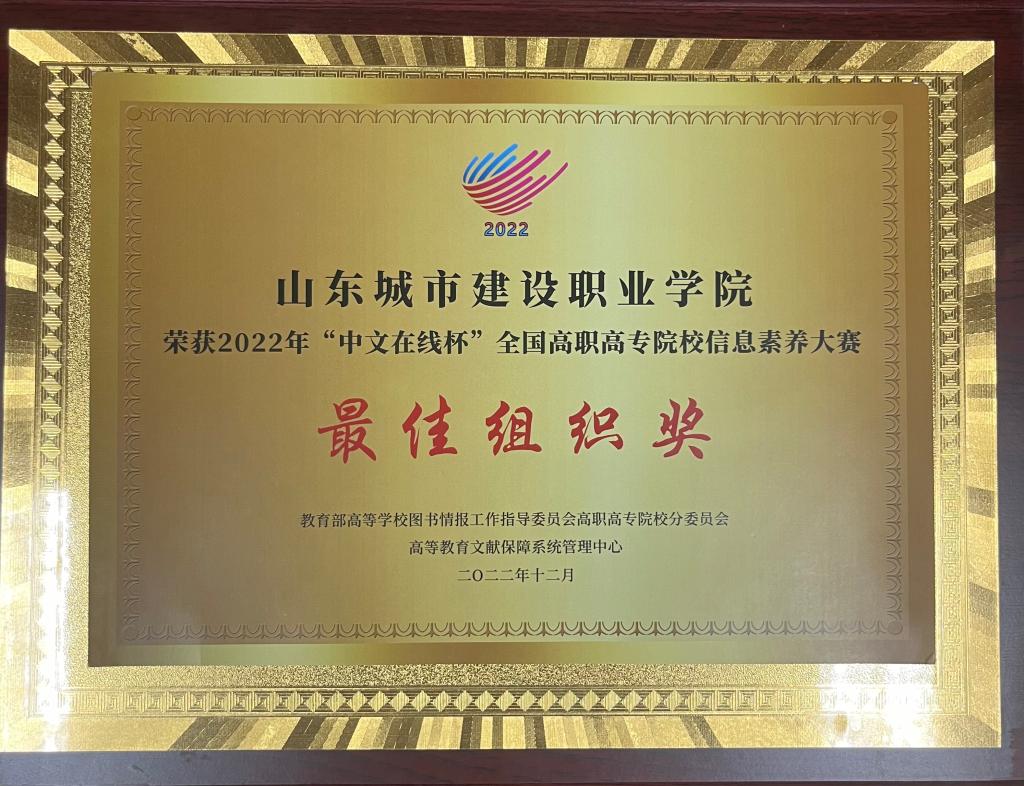 2022
山东城市建设职业学院
荣获2022年“中文在线杯”全国高职高专院校信息素养大赛
最佳组织奖
教育部高等学校图书情报工作指导委员会高职高专院校分委员会
高等教育文献保障系统管理中心
二〇二二年十二月